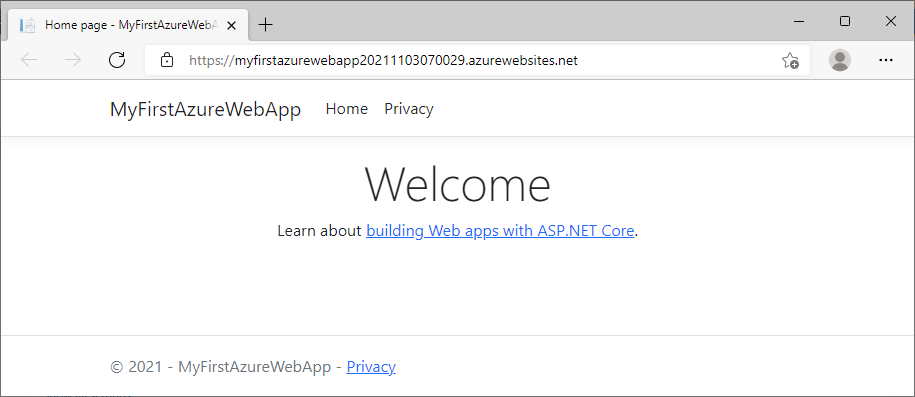 Home page - MyFirstAzureWebA
https://myfirstazurewebapp20211103070029.azurewebsites.net
MyFirstAzureWebApp Home Privacy
Welcome
Learn about building Web apps with ASP.NET Core.
© 2021 - MyFirstAzureWebApp - Privacy